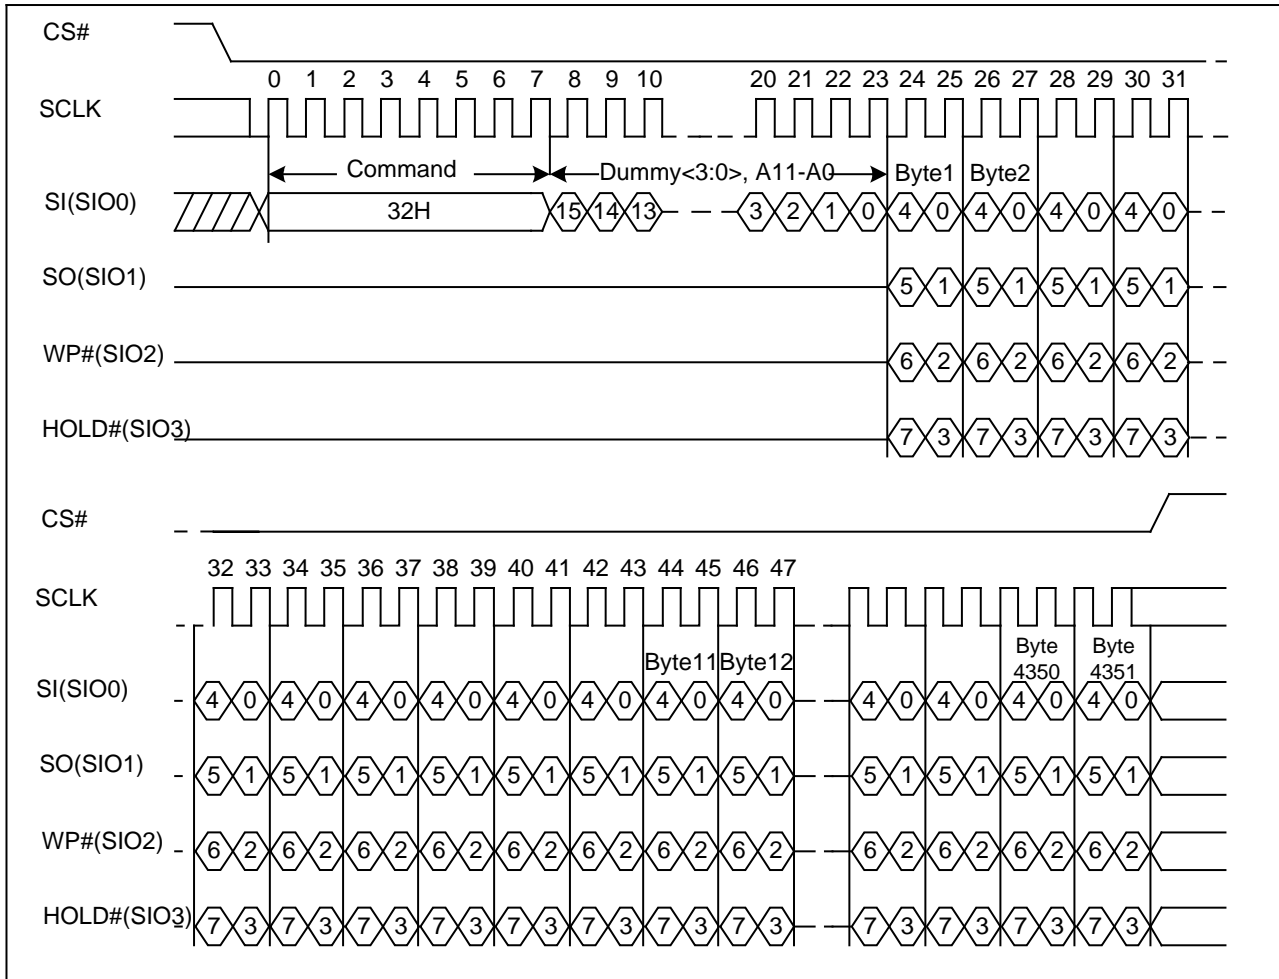 CS#
0 1 2 3 4 5 6 7 8 9 10 20 21 22 23 24 25 26 27 28 29 30 31
SCLK
Command Dummy<3:0>, A11-A0 Byte1 Byte2
SI(SIO0) 32H 15 14 13 3 2 1 0 4 0 4 0 4 0 4 0
SO(SIO1) 5 1 5 1 5 1 5 1
WP#(SIO2) 6 2 6 2 6 2 6 2
HOLD#(SIO3) 7 3 7 3 7 3 7 3
CS#
32 33 34 35 36 37 38 39 40 41 42 43 44 45 46 47
SCLK
Byte11 Byte12 Byte 4350 Byte 4351
SI(SIO0) 4 0 4 0 4 0 4 0 4 0 4 0 4 0 4 0 4 0 4 0 4 0 4 0
SO(SIO1) 5 1 5 1 5 1 5 1 5 1 5 1 5 1 5 1 5 1 5 1 5 1 5 1
WP#(SIO2) 6 2 6 2 6 2 6 2 6 2 6 2 6 2 6 2 6 2 6 2 6 2 6 2
HOLD#(SIO3) 7 3 7 3 7 3 7 3 7 3 7 3 7 3 7 3 7 3 7 3 7 3 7 3